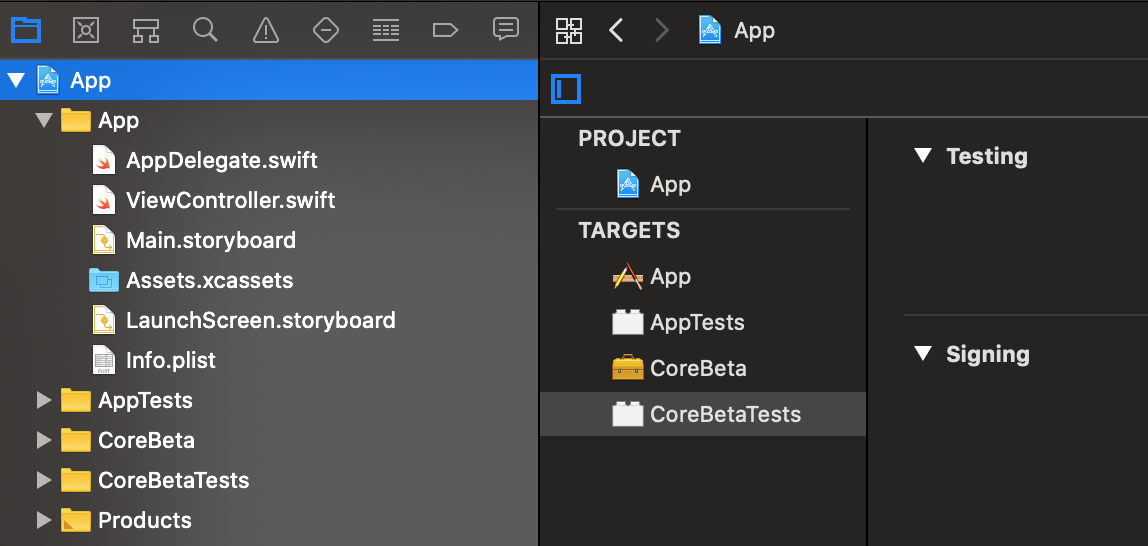 App
App
AppDelegate.swift
ViewController.swift
Main.storyboard
Assets.xcassets
LaunchScreen.storyboard
Info.plist
AppTests
CoreBeta
CoreBetaTests
Products
App
PROJECT
App
TARGETS
App
AppTests
CoreBeta
CoreBetaTests
Testing
Signing